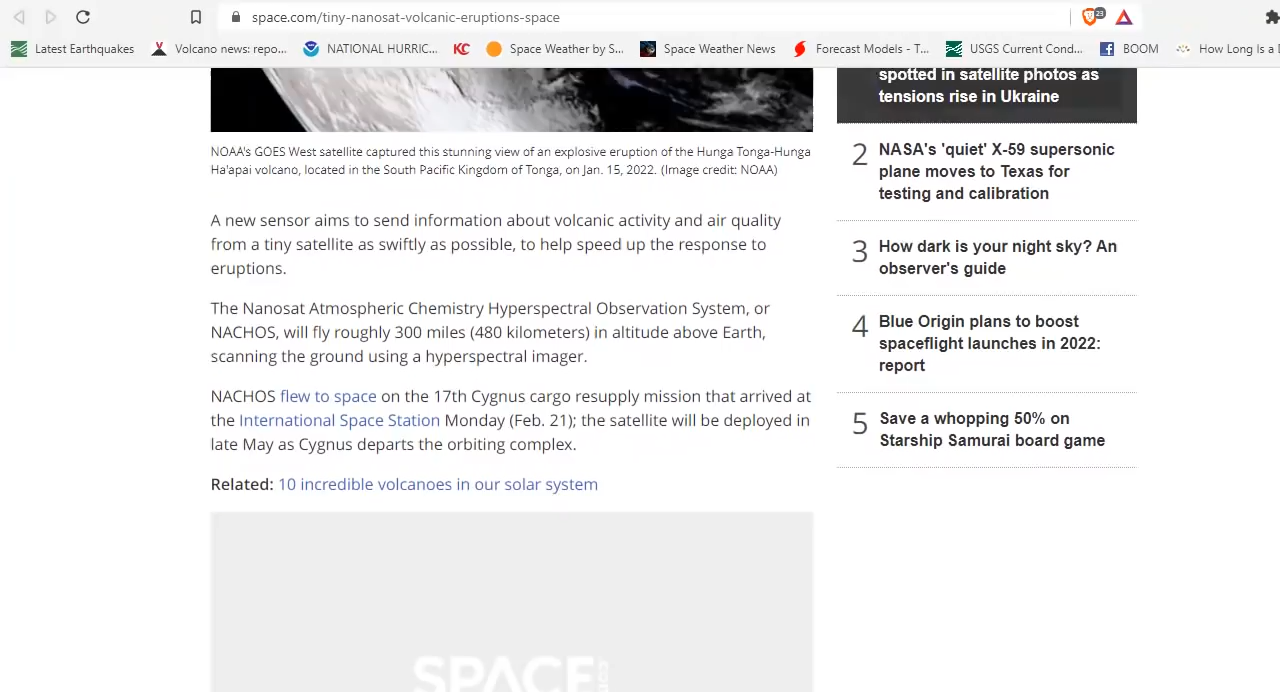 space.com/tiny-nanosat-volcanic-eruptions-space
23
Latest Earthquakes
Volcano news: repo...
NATIONAL HURRIC...
KC
Space Weather by S...
Space Weather News
Forecast Models - T...
USGS Current Cond...
BOOM
How Long Is a D
NOAA's GOES West satellite captured this stunning view of an explosive eruption of the Hunga Tonga-Hunga
Ha'apai volcano, located in the South Pacific Kingdom of Tonga, on Jan. 15, 2022. (Image credit: NOAA)
A new sensor aims to send information about volcanic activity and air quality
from a tiny satellite as swiftly as possible, to help speed up the response to
eruptions.
The Nanosat Atmospheric Chemistry Hyperspectral Observation System, or
NACHOS, will fly roughly 300 miles (480 kilometers) in altitude above Earth,
scanning the ground using a hyperspectral imager.
NACHOS flew to space on the 17th Cygnus cargo resupply mission that arrived at
the International Space Station Monday (Feb. 21); the satellite will be deployed in
late May as Cygnus departs the orbiting complex.
Related: 10 incredible volcanoes in our solar system
SPACE
.com
spotted in satellite photos as
tensions rise in Ukraine
2 NASA's 'quiet' X-59 supersonic
plane moves to Texas for
testing and calibration
3 How dark is your night sky? An
observer's guide
4 Blue Origin plans to boost
spaceflight launches in 2022:
report
5 Save a whopping 50% on
Starship Samurai board game